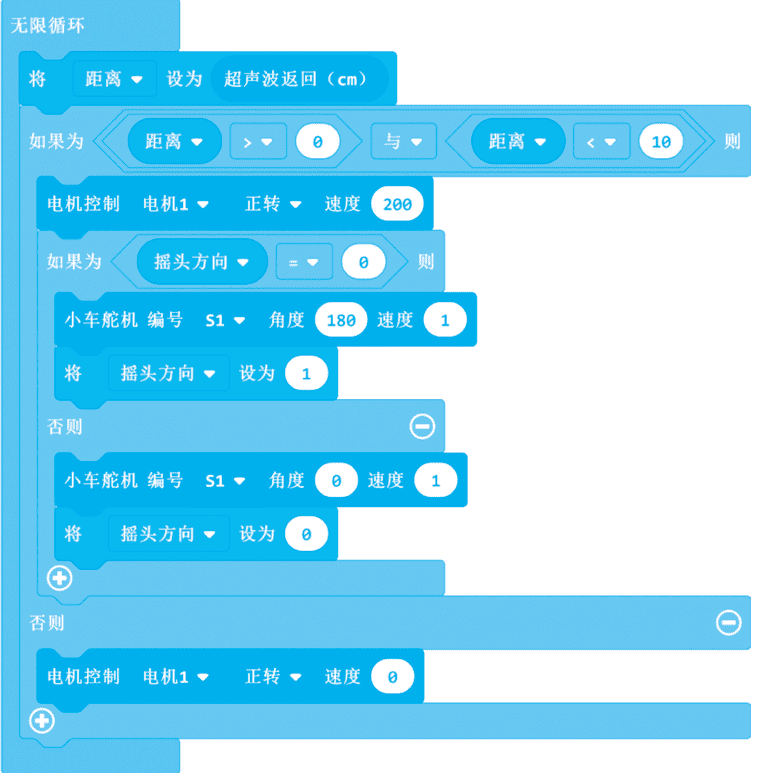 无限循环
将 距离 设为 超声波返回（cm）
如果为 距离 > 0 与 距离 < 10 则
电机控制 电机1 正转 速度 200
如果为 摇头方向 = 0 则
小车舵机 编号 S1 角度 180 速度 1
将 摇头方向 设为 1
否则
小车舵机 编号 S1 角度 0 速度 1
将 摇头方向 设为 0
否则
电机控制 电机1 正转 速度 0